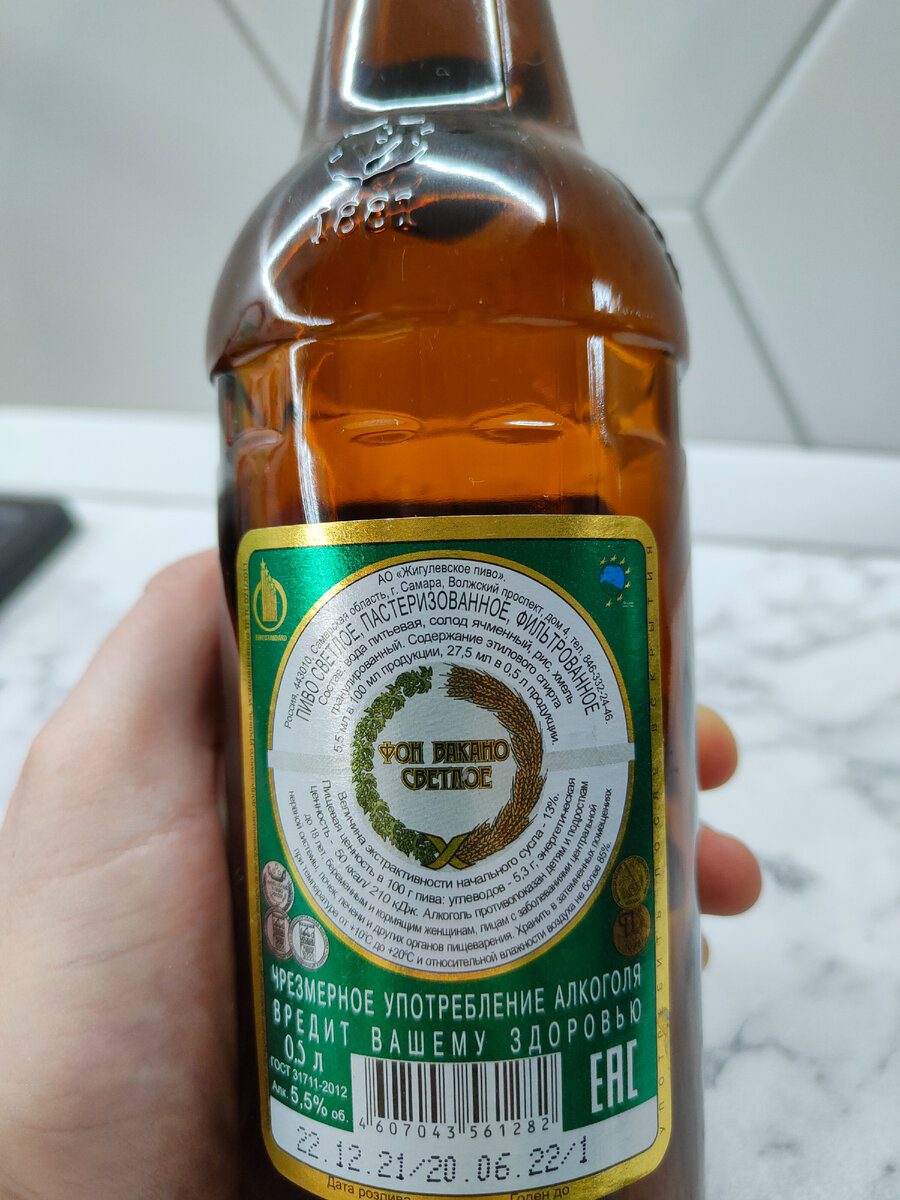 1881
АО «Жигулевское пиво».
Россия, 443010 Самарская область, г. Самара, Волжский проспект, дом 4, тел. 846-332-24-46.
ПИВО СВЕТЛОЕ, ПАСТЕРИЗОВАННОЕ, ФИЛЬТРОВАННОЕ
Состав: вода питьевая, солод ячменный, рис, хмель
гранулированный. Содержание этилового спирта
5,5 мл в 100 мл продукции, 27,5 мл в 0,5 л продукции.
ФОН ВАКАНО
СВЕТЛОЕ
Величина экстрактивности начального сусла - 13%.
Пищевая ценность в 100 г пива: углеводов - 5,3 г, энергетическая
ценность - 50 ккал/ 210 кДж. Алкоголь противопоказан детям и подросткам
до 18 лет, беременным и кормящим женщинам, лицам с заболеваниями центральной
нервной системы, почек, печени и других органов пищеварения. Хранить в затемненных помещениях
при температуре от +10°С до +20°С и относительной влажности воздуха не более 85%.
ЧРЕЗМЕРНОЕ УПОТРЕБЛЕНИЕ АЛКОГОЛЯ
ВРЕДИТ ВАШЕМУ ЗДОРОВЬЮ
0,5 л
ГОСТ 31711-2012
Алк. 5,5% об.
EAC
4 607043 561282
22.12.21/20.06.22/1
Дата розлива Годен до